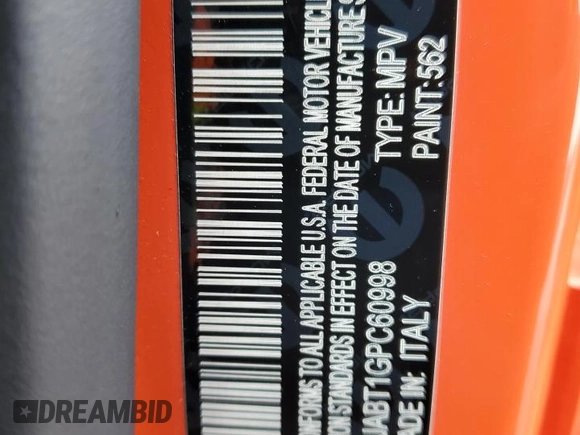 ONFORMS TO ALL APPLICABLE U.S.A. FEDERAL MOTOR VEHICLE
ON STANDARDS IN EFFECT ON THE DATE OF MANUFACTURE S
ABT1GPC60998 TYPE: MPV
PAINT: 562
ADE IN: ITALY
DREAMBID